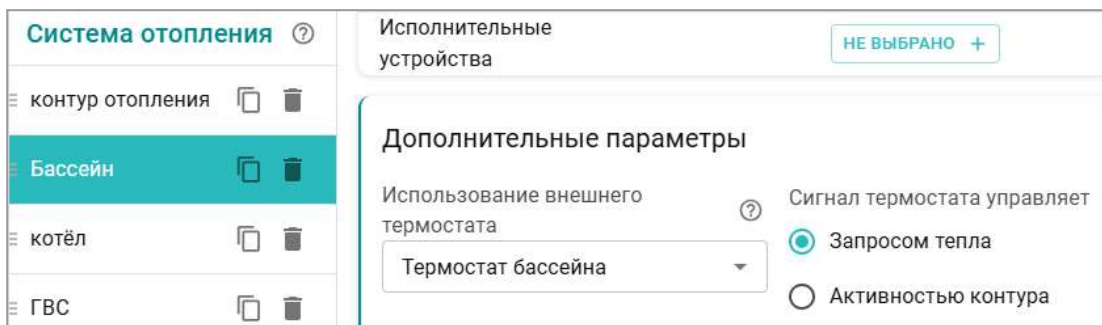 Система отопления
контур отопления
Бассейн
котёл
ГВС
Исполнительные
устройства
НЕ ВЫБРАНО +
Дополнительные параметры
Использование внешнего
термостата
Термостат бассейна
Сигнал термостата управляет
Запросом тепла
Активностью контура